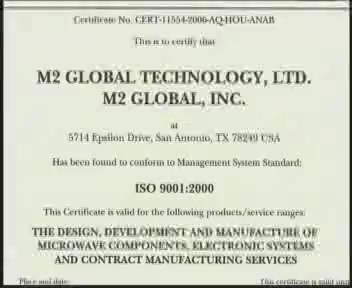 Certificate No. CERT-11554-2006-AQ-HOU-ANAB
This is to certify that
M2 GLOBAL TECHNOLOGY, LTD.
M2 GLOBAL, INC.
at
5714 Epsilon Drive, San Antonio, TX 78249 USA
Has been found to conform to Management System Standard:
ISO 9001:2000
This Certificate is valid for the following products/service ranges:
THE DESIGN, DEVELOPMENT AND MANUFACTURE OF
MICROWAVE COMPONENTS, ELECTRONIC SYSTEMS
AND CONTRACT MANUFACTURING SERVICES
Place and date:
This certificate is valid until